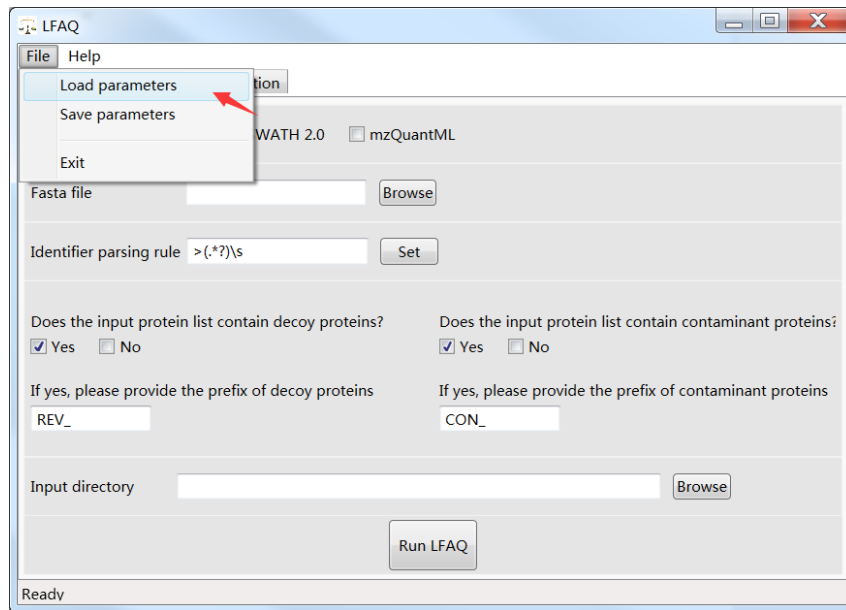 LFAQ
File Help
Load parameters
tion
Save parameters
WATH 2.0 mzQuantML
Exit
Fasta file Browse
Identifier parsing rule >(.*?)\s Set
Does the input protein list contain decoy proteins? Does the input protein list contain contaminant proteins?
Yes No Yes No
If yes, please provide the prefix of decoy proteins If yes, please provide the prefix of contaminant proteins
REV_ CON_
Input directory Browse
Run LFAQ
Ready